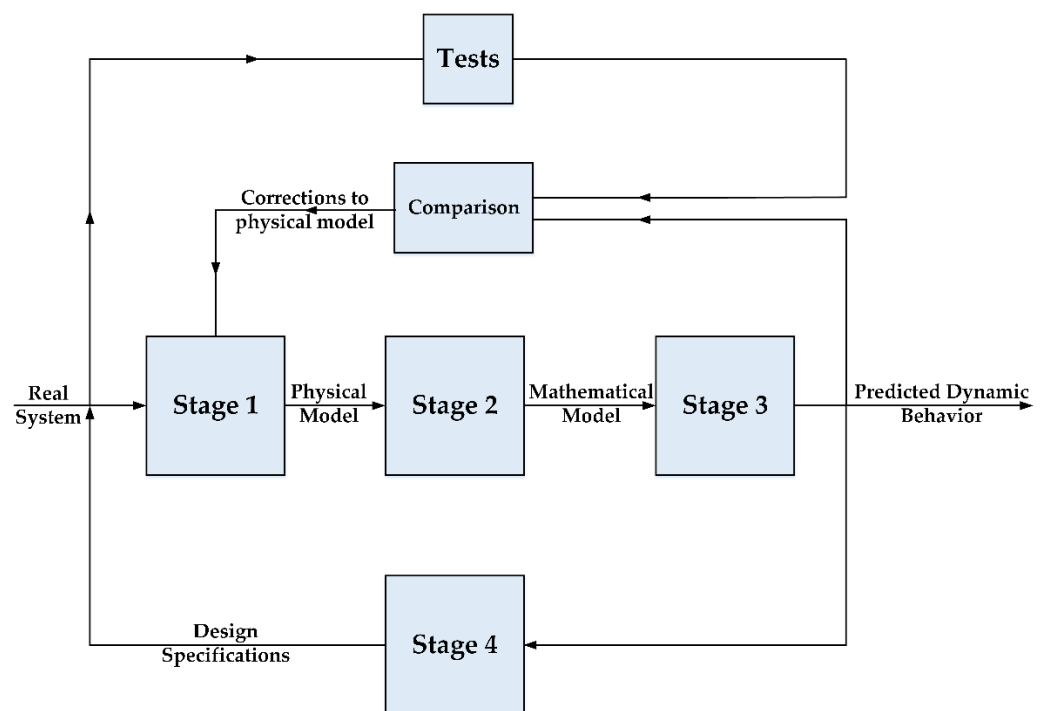 Tests
Corrections to
physical model
Comparison
Real
System
Stage 1
Physical
Model
Stage 2
Mathematical
Model
Stage 3
Predicted Dynamic
Behavior
Design
Specifications
Stage 4